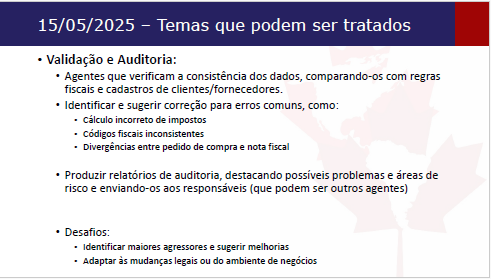 15/05/2025 – Temas que podem ser tratados
• Validação e Auditoria:
• Agentes que verificam a consistência dos dados, comparando-os com regras
fiscais e cadastros de clientes/fornecedores.
• Identificar e sugerir correção para erros comuns, como:
• Cálculo incorreto de impostos
• Códigos fiscais inconsistentes
• Divergências entre pedido de compra e nota fiscal
• Produzir relatórios de auditoria, destacando possíveis problemas e áreas de
risco e enviando-os aos responsáveis (que podem ser outros agentes)
• Desafios:
• Identificar maiores agressores e sugerir melhorias
• Adaptar às mudanças legais ou do ambiente de negócios